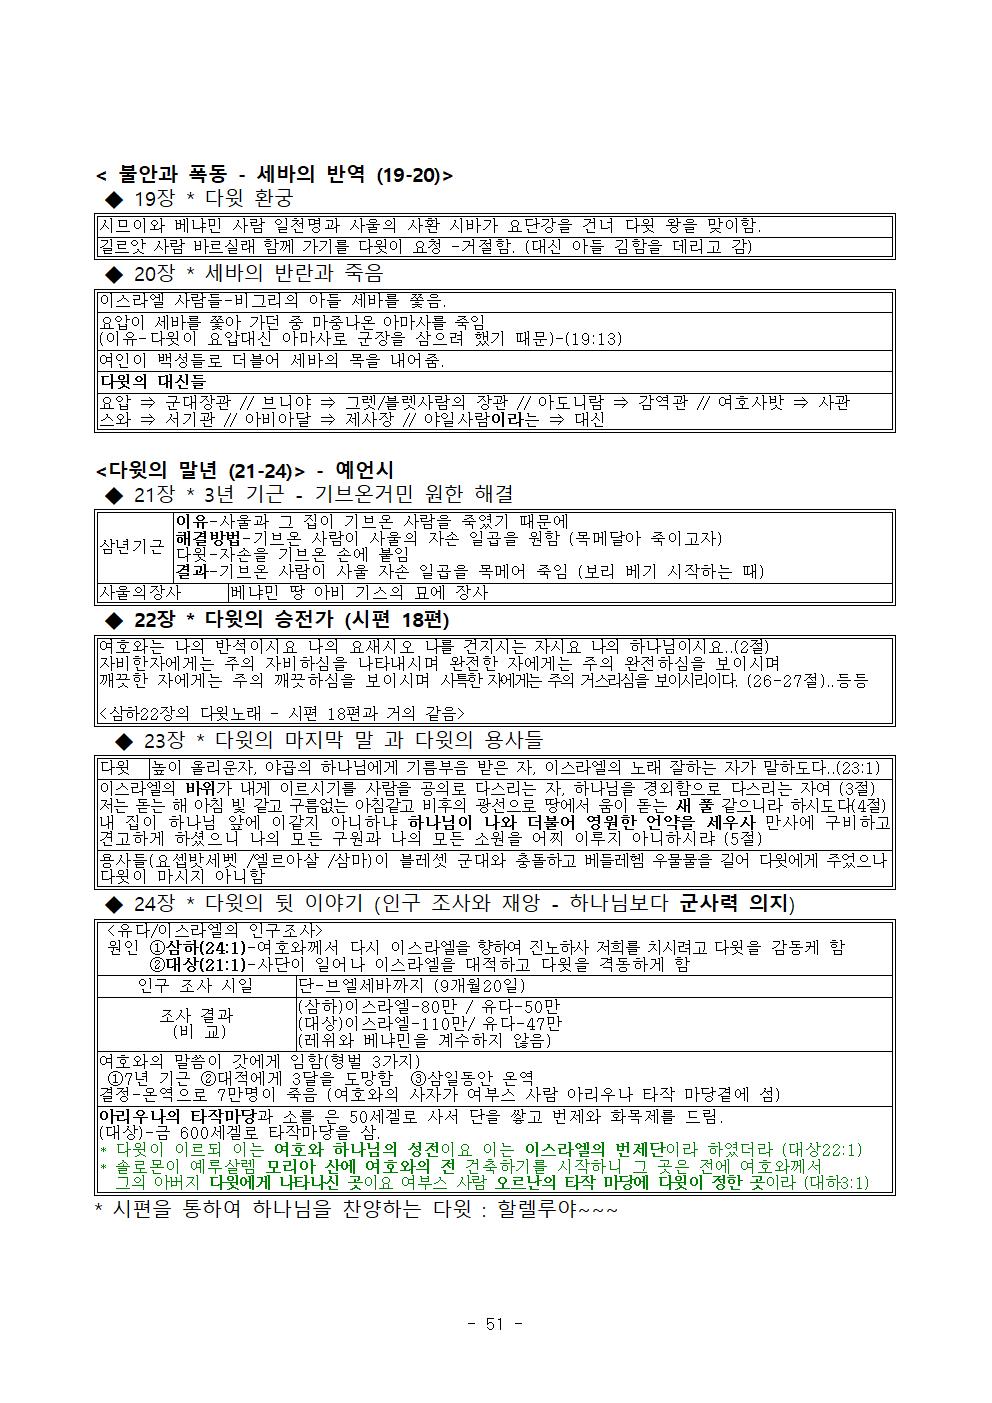 < 불안과 폭동 - 세바의 반역 (19-20)>
◆ 19장 * 다윗 환궁
시므이와 베냐민 사람 일천명과 사울의 사환 시바가 요단강을 건너 다윗 왕을 맞이함.
길르앗 사람 바르실래 함께 가기를 다윗이 요청 -거절함. (대신 아들 김함을 데리고 감)
◆ 20장 * 세바의 반란과 죽음
이스라엘 사람들-비그리의 아들 세바를 쫓음.
요압이 세바를 쫓아 가던 중 마중나온 아마사를 죽임
(이유-다윗이 요압대신 아마사로 군장을 삼으려 했기 때문)-(19:13)
여인이 백성들로 더불어 세바의 목을 내어줌.
다윗의 대신들
요압 ⇒ 군대장관 // 브니야 ⇒ 그렛/블렛사람의 장관 // 아도니람 ⇒ 감역관 // 여호사밧 ⇒ 사관
스와 ⇒ 서기관 // 아비아달 ⇒ 제사장 // 야일사람이라는 ⇒ 대신
<다윗의 말년 (21-24)> - 예언시
◆ 21장 * 3년 기근 - 기브온거민 원한 해결
삼년기근
이유-사울과 그 집이 기브온 사람을 죽였기 때문에
해결방법-기브온 사람이 사울의 자손 일곱을 원함 (목메달아 죽이고자)
다윗-자손을 기브온 손에 붙임
결과-기브온 사람이 사울 자손 일곱을 목메어 죽임 (보리 베기 시작하는 때)
사울의장사 베냐민 땅 아비 기스의 묘에 장사
◆ 22장 * 다윗의 승전가 (시편 18편)
여호와는 나의 반석이시요 나의 요새시오 나를 건지시는 자시요 나의 하나님이시요..(2절)
자비한자에게는 주의 자비하심을 나타내시며 완전한 자에게는 주의 완전하심을 보이시며
깨끗한 자에게는 주의 깨끗하심을 보이시며 사특한 자에게는 주의 거스리심을 보이시리이다. (26-27절)..등등
<삼하22장의 다윗노래 - 시편 18편과 거의 같음>
◆ 23장 * 다윗의 마지막 말 과 다윗의 용사들
다윗 높이 올리운자, 야곱의 하나님에게 기름부음 받은 자, 이스라엘의 노래 잘하는 자가 말하도다..(23:1)
이스라엘의 바위가 내게 이르시기를 사람을 공의로 다스리는 자, 하나님을 경외함으로 다스리는 자여 (3절)
저는 돋는 해 아침 빛 같고 구름없는 아침같고 비후의 광선으로 땅에서 움이 돋는 새 풀 같으니라 하시도다(4절)
내 집이 하나님 앞에 이같지 아니하냐 하나님이 나와 더불어 영원한 언약을 세우사 만사에 구비하고
견고하게 하셨으니 나의 모든 구원과 나의 모든 소원을 어찌 이루지 아니하시랴 (5절)
용사들(요셉밧세벳 /엘르아살 /삼마)이 블레셋 군대와 충돌하고 베들레헴 우물물을 길어 다윗에게 주었으나
다윗이 마시지 아니함
◆ 24장 * 다윗의 뒷 이야기 (인구 조사와 재앙 - 하나님보다 군사력 의지)
<유다/이스라엘의 인구조사>
원인 ①삼하(24:1)-여호와께서 다시 이스라엘을 향하여 진노하사 저희를 치시려고 다윗을 감동케 함
②대상(21:1)-사단이 일어나 이스라엘을 대적하고 다윗을 격동하게 함
인구 조사 시일 단-브엘세바까지 (9개월20일)
조사 결과
(비 교)
(삼하)이스라엘-80만 / 유다-50만
(대상)이스라엘-110만/ 유다-47만
(레위와 베냐민을 계수하지 않음)
여호와의 말씀이 갓에게 임함(형벌 3가지)
①7년 기근 ②대적에게 3달을 도망함 ③삼일동안 온역
결정-온역으로 7만명이 죽음 (여호와의 사자가 여부스 사람 아리우나 타작 마당곁에 섬)
아리우나의 타작마당과 소를 은 50세겔로 사서 단을 쌓고 번제와 화목제를 드림.
(대상)-금 600세겔로 타작마당을 삼.
* 다윗이 이르되 이는 여호와 하나님의 성전이요 이는 이스라엘의 번제단이라 하였더라 (대상22:1)
* 솔로몬이 예루살렘 모리아 산에 여호와의 전 건축하기를 시작하니 그 곳은 전에 여호와께서
그의 아버지 다윗에게 나타나신 곳이요 여부스 사람 오르난의 타작 마당에 다윗이 정한 곳이라 (대하3:1)
* 시편을 통하여 하나님을 찬양하는 다윗 : 할렐루야~~~
- 51 -